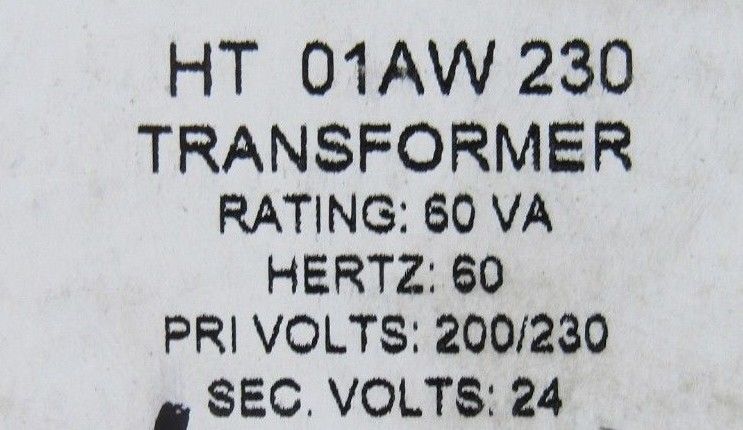 HT 01AW 230
TRANSFORMER
RATING: 60 VA
HERTZ: 60
PRI VOLTS: 200/230
SEC. VOLTS: 24